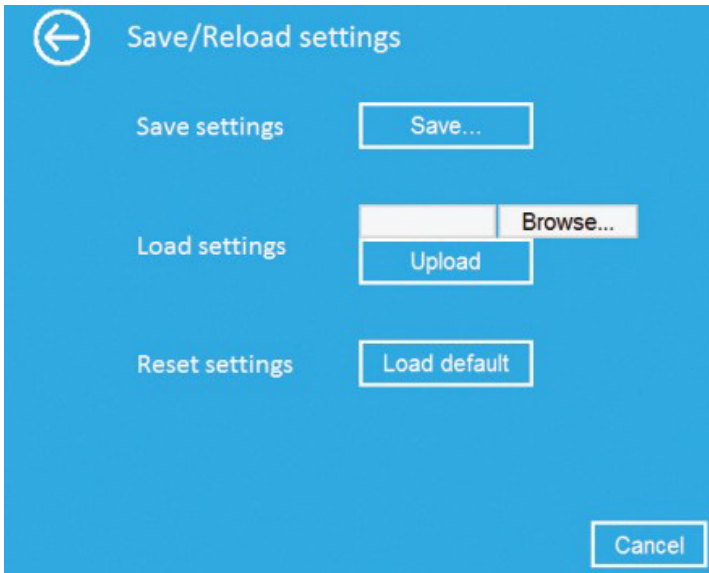 Save/Reload settings
Save settings
Save...
Browse...
Load settings
Upload
Reset settings
Load default
Cancel